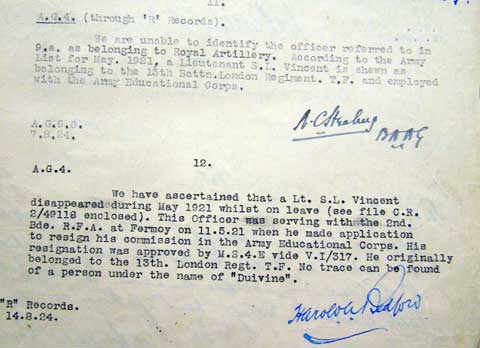 11.
A.G.4. (through 'R' Records).
We are unable to identify the officer referred to in
9.a. as belonging to Royal Artillery. According to the Army
List for May. 1921, a Lieutenant S.L. Vincent is shewn as
belonging to the 13th Battn.London Regiment. T.F. and employed
with the Army Educational Corps.
A.G.6.O.
7.8.24.
BAAG
12.
A.G.4.
We have ascertained that a Lt. S.L. Vincent
disappeared during May 1921 whilst on leave (see file C.R.
2/49118 enclosed). This Officer was serving with the 2nd.
Bde. R.F.A. at Fermoy on 11.5.21 when he made application
to resign his commission in the Army Educational Corps. His
resignation was approved by M.S.4.E vide V.I/317. He originally
belonged to the 13th. London Regt. T.F. No trace can be found
of a person under the name of "Duivine".
Harold A Bedford
"R" Records.
14.8.24.